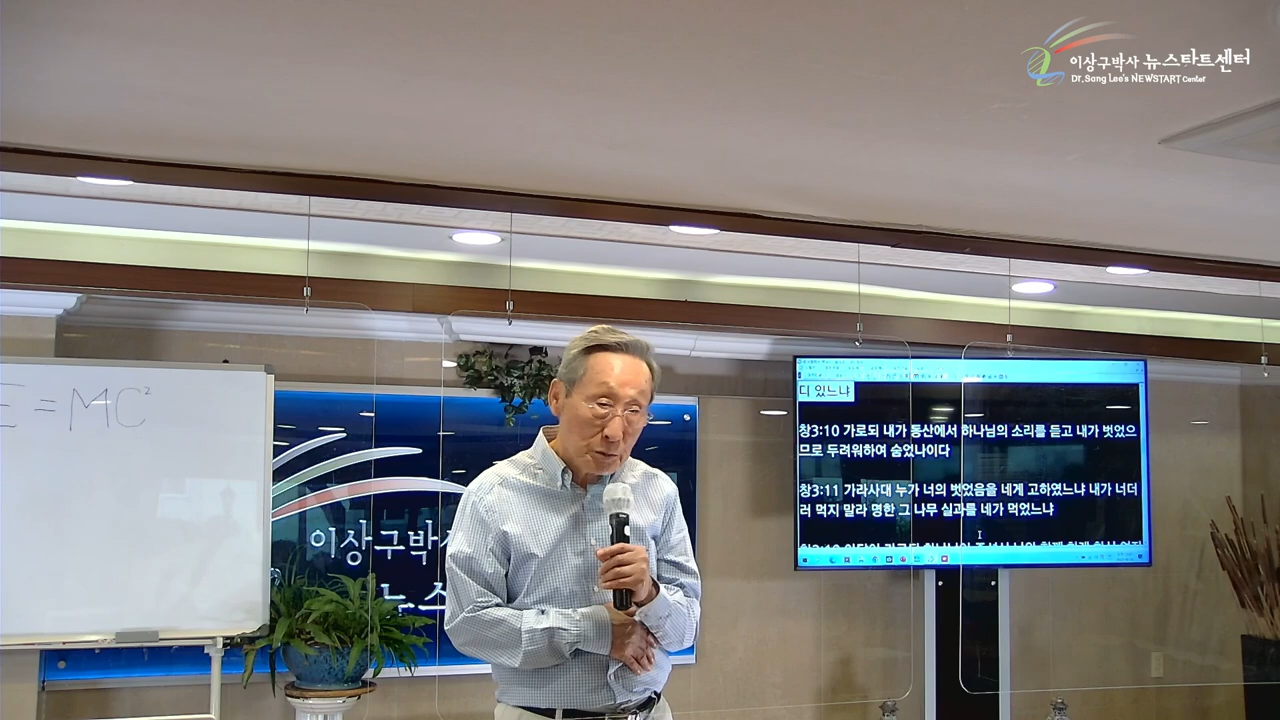 이상구박사 뉴스타트센터
Dr. Sang Lee's NEWSTART Center
E = MC²
이상구박사
뉴스
디 있느냐
창3:10 가로되 내가 동산에서 하나님의 소리를 듣고 내가 벗었으
므로 두려워하여 숨었나이다
창3:11 가라사대 누가 너의 벗었음을 네게 고하였느냐 내가 너더
러 먹지 말라 명한 그 나무 실과를 네가 먹었느냐